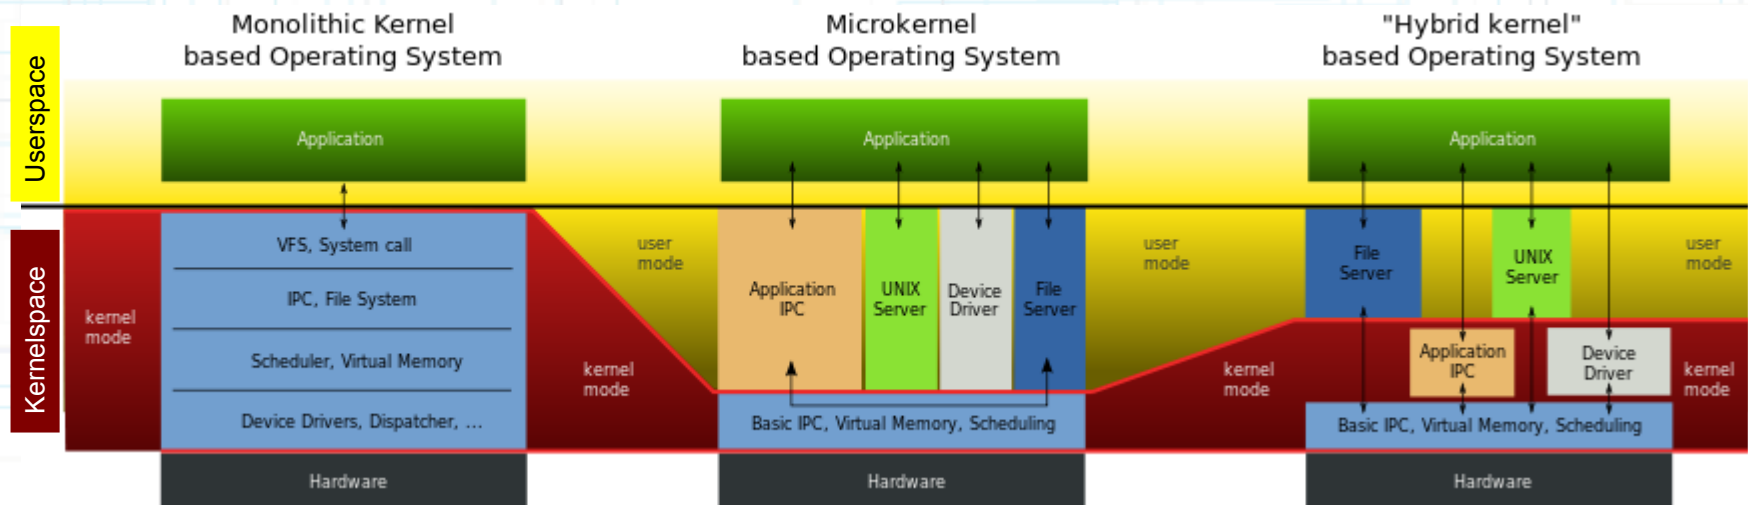 Monolithic Kernel
based Operating System
Microkernel
based Operating System
"Hybrid kernel"
based Operating System
Userspace
Kernelspace
Application
kernel
mode
VFS, System call
IPC, File System
Scheduler, Virtual Memory
Device Drivers, Dispatcher, ...
Hardware
kernel
mode
user
mode
Application
Application
IPC
UNIX
Server
Device
Driver
File
Server
Basic IPC, Virtual Memory, Scheduling
Hardware
user
mode
kernel
mode
Application
File
Server
UNIX
Server
Application
IPC
Device
Driver
Basic IPC, Virtual Memory, Scheduling
Hardware
user
mode
kernel
mode